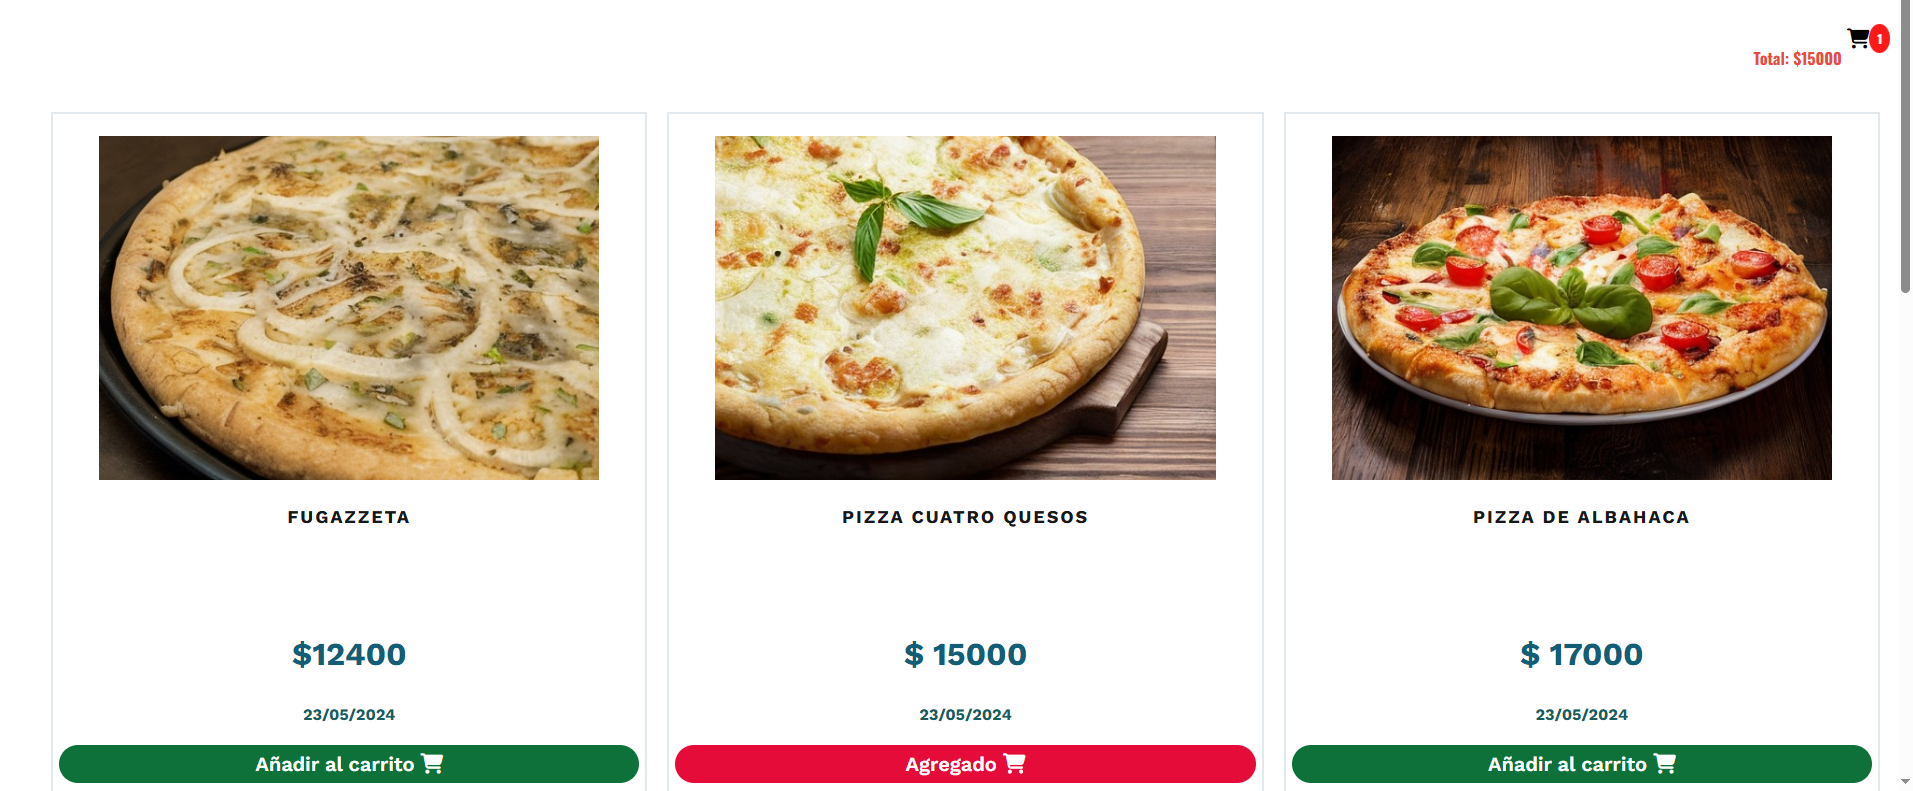 1
Total: $15000
FUGAZZETA
$12400
23/05/2024
Añadir al carrito
PIZZA CUATRO QUESOS
$ 15000
23/05/2024
Agregado
PIZZA DE ALBAHACA
$ 17000
23/05/2024
Añadir al carrito